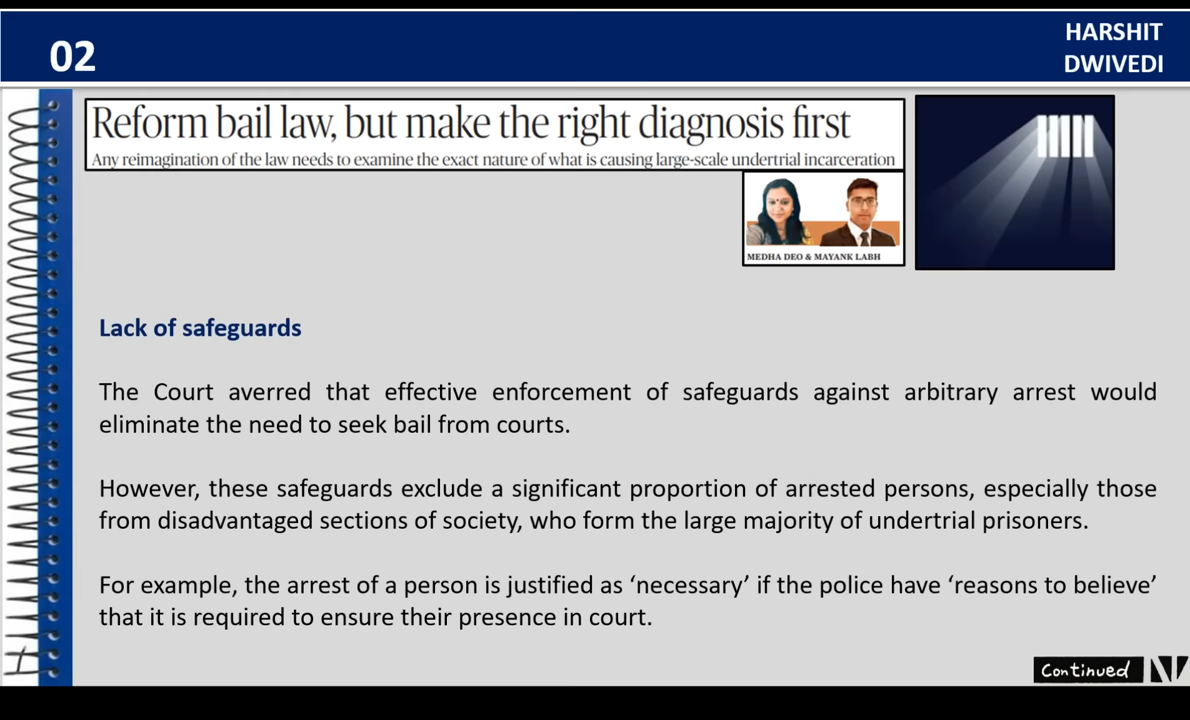 02
HARSHIT
DWIVEDI
Reform bail law, but make the right diagnosis first
Any reimagination of the law needs to examine the exact nature of what is causing large-scale undertrial incarceration
MEDHA DEO & MAYANK LABH
Lack of safeguards
The Court averred that effective enforcement of safeguards against arbitrary arrest would
eliminate the need to seek bail from courts.
However, these safeguards exclude a significant proportion of arrested persons, especially those
from disadvantaged sections of society, who form the large majority of undertrial prisoners.
For example, the arrest of a person is justified as ‘necessary’ if the police have ‘reasons to believe’
that it is required to ensure their presence in court.
Continued